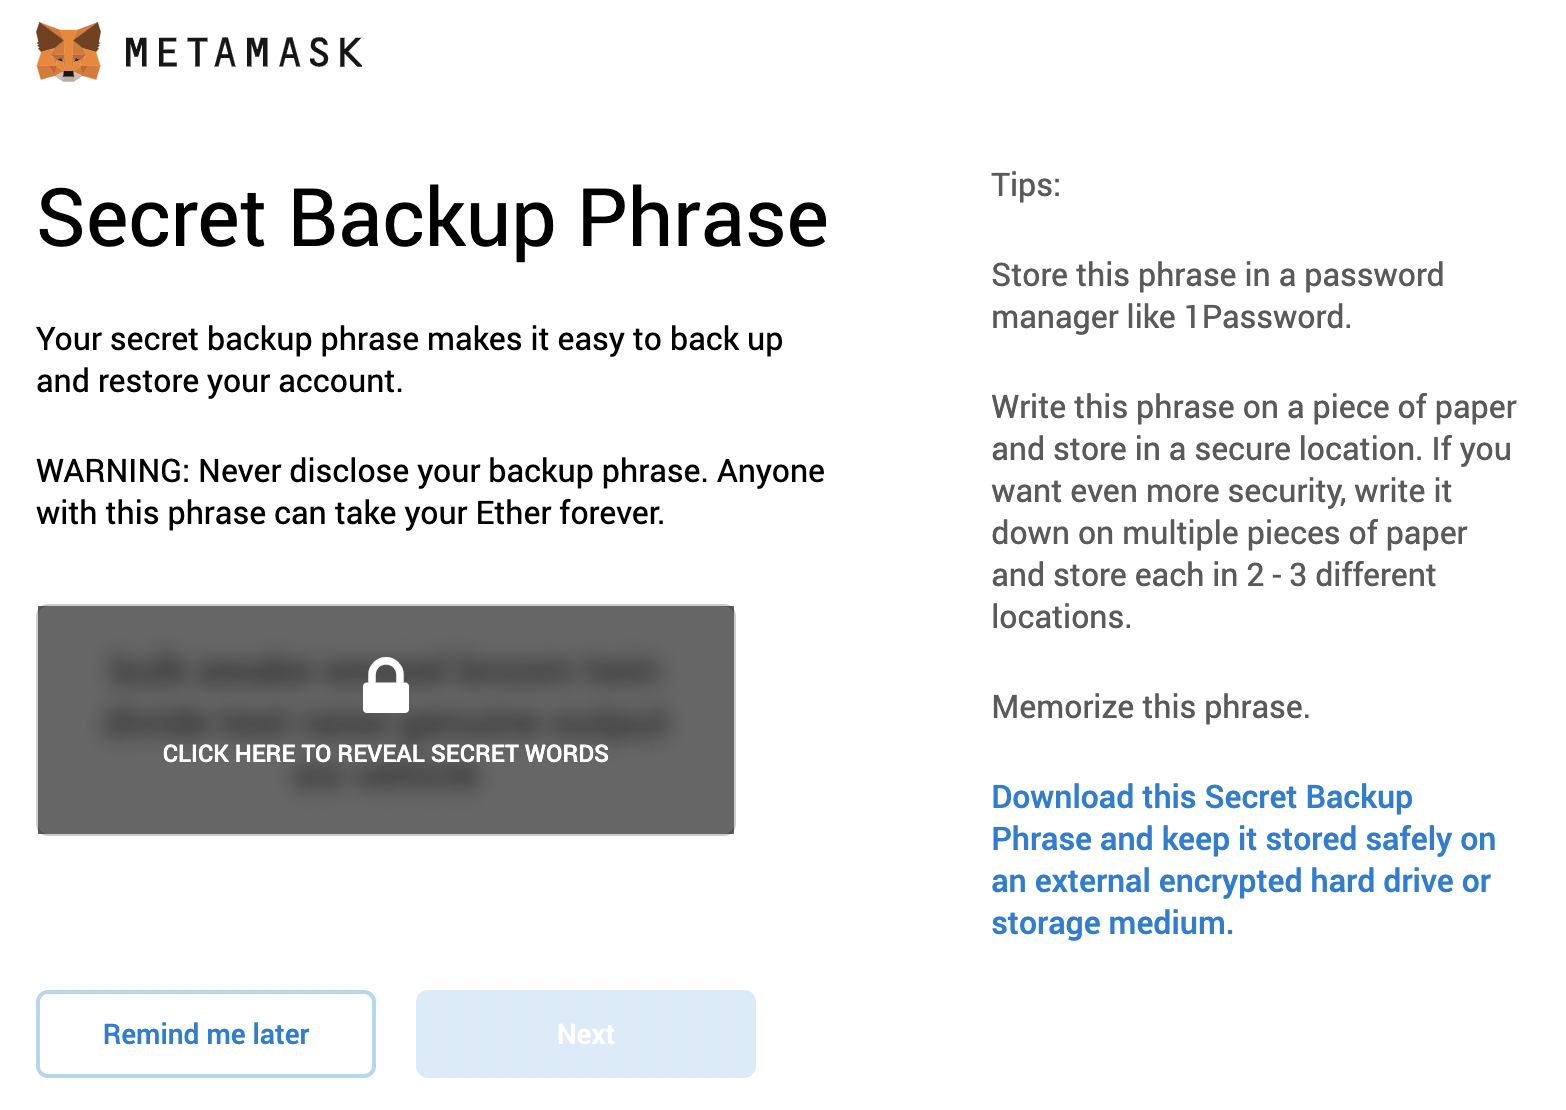 METAMASK
Secret Backup Phrase
Your secret backup phrase makes it easy to back up
and restore your account.
WARNING: Never disclose your backup phrase. Anyone
with this phrase can take your Ether forever.
CLICK HERE TO REVEAL SECRET WORDS
Remind me later
Next
Tips:
Store this phrase in a password
manager like 1Password.
Write this phrase on a piece of paper
and store in a secure location. If you
want even more security, write it
down on multiple pieces of paper
and store each in 2 - 3 different
locations.
Memorize this phrase.
Download this Secret Backup
Phrase and keep it stored safely on
an external encrypted hard drive or
storage medium.